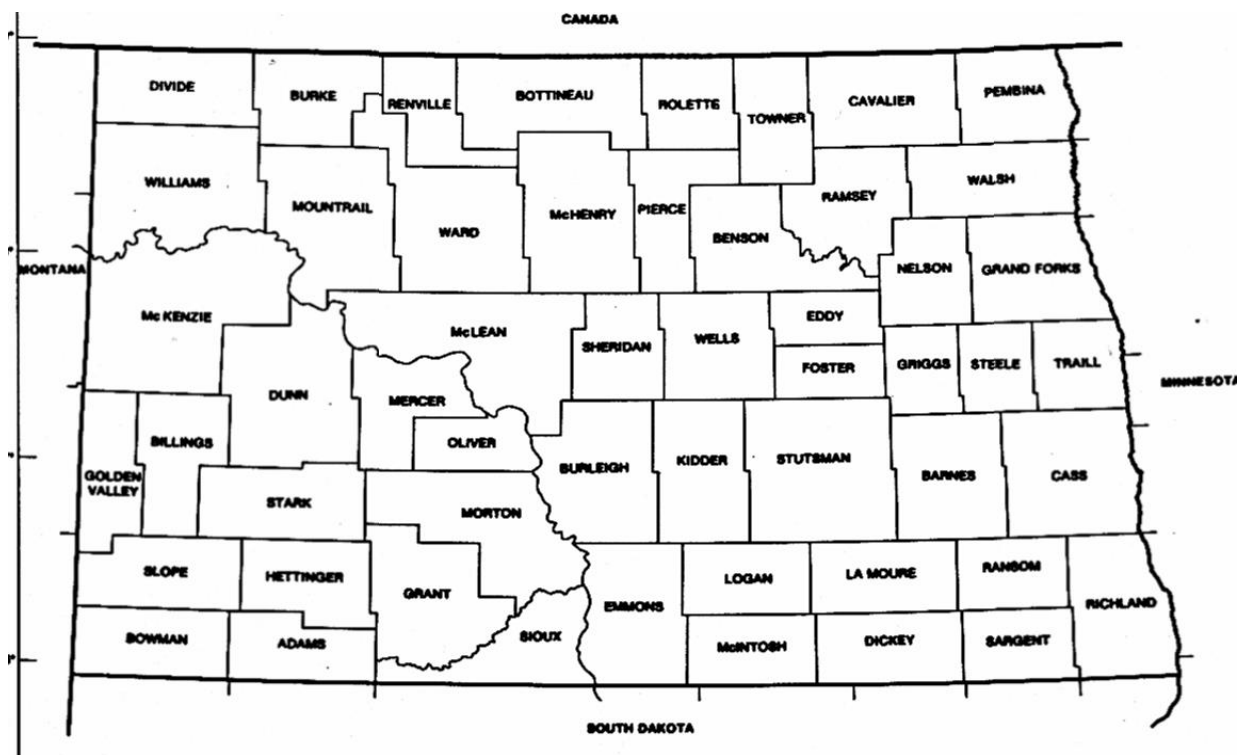 CANADA
DIVIDE
BURKE
RENVILLE
BOTTINEAU
ROLETTE
TOWNER
CAVALIER
PEMBINA
WILLIAMS
MOUNTRAIL
WARD
McHENRY
PIERCE
BENSON
RAMSEY
WALSH
MONTANA
NELSON
GRAND FORKS
McKENZIE
McLEAN
SHERIDAN
WELLS
EDDY
FOSTER
GRIGGS
STEELE
TRAILL
MINNESOTA
DUNN
MERCER
OLIVER
BILLINGS
GOLDEN
VALLEY
STARK
MORTON
BURLEIGH
KIDDER
STUTSMAN
BARNES
CASS
SLOPE
HETTINGER
GRANT
EMMONS
LOGAN
LA MOURE
RANSOM
RICHLAND
BOWMAN
ADAMS
SIOUX
McINTOSH
DICKEY
SARGENT
SOUTH DAKOTA